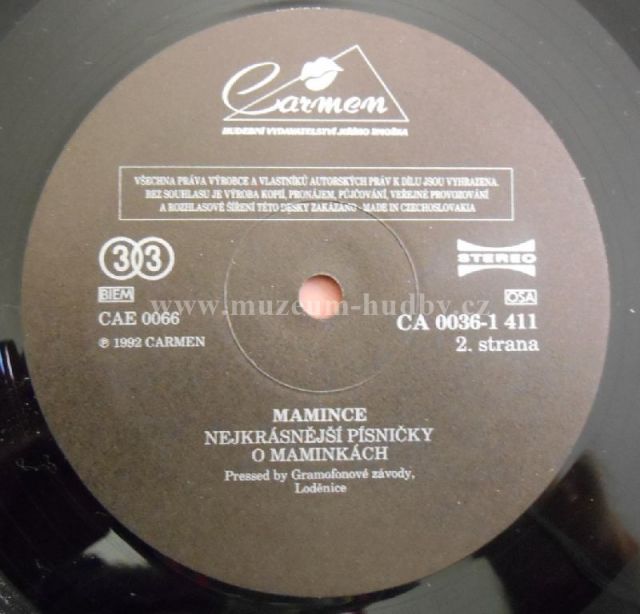 Carmen
HUDEBNÍ VYDAVATELSTVÍ JIŘÍHO
VŠECHNA PRÁVA VÝROBCE A VLASTNÍKŮ AUTORSKÝCH PRÁV K DÍLU JSOU VYHRAZENA.
BEZ SOUHLASU JE VÝROBA KOPIÍ, PRONÁJEM, PŮJČOVÁNÍ, VEŘEJNÉ PROVOZOVÁNÍ
A ROZHLASOVÉ ŠÍŘENÍ TÉTO DESKY ZAKÁZÁNO - MADE IN CZECHOSLOVAKIA
33
STEREO
BIEM
OSA
www.muzeum-hudby.cz
CAE 0066
CA 0036-1 411
℗ 1992 CARMEN
2. strana
MAMINCE
NEJKRÁSNĚJŠÍ PÍSNIČKY
O MAMINKÁCH
Pressed by Gramofonové závody,
Loděnice